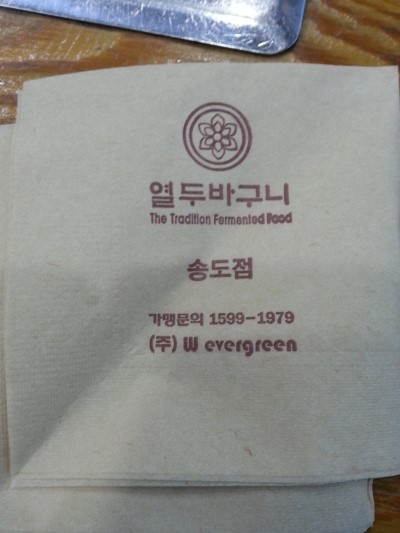 열두바구니
The Tradition Fermented Food
송도점
가맹문의 1599-1979
(주) W evergreen